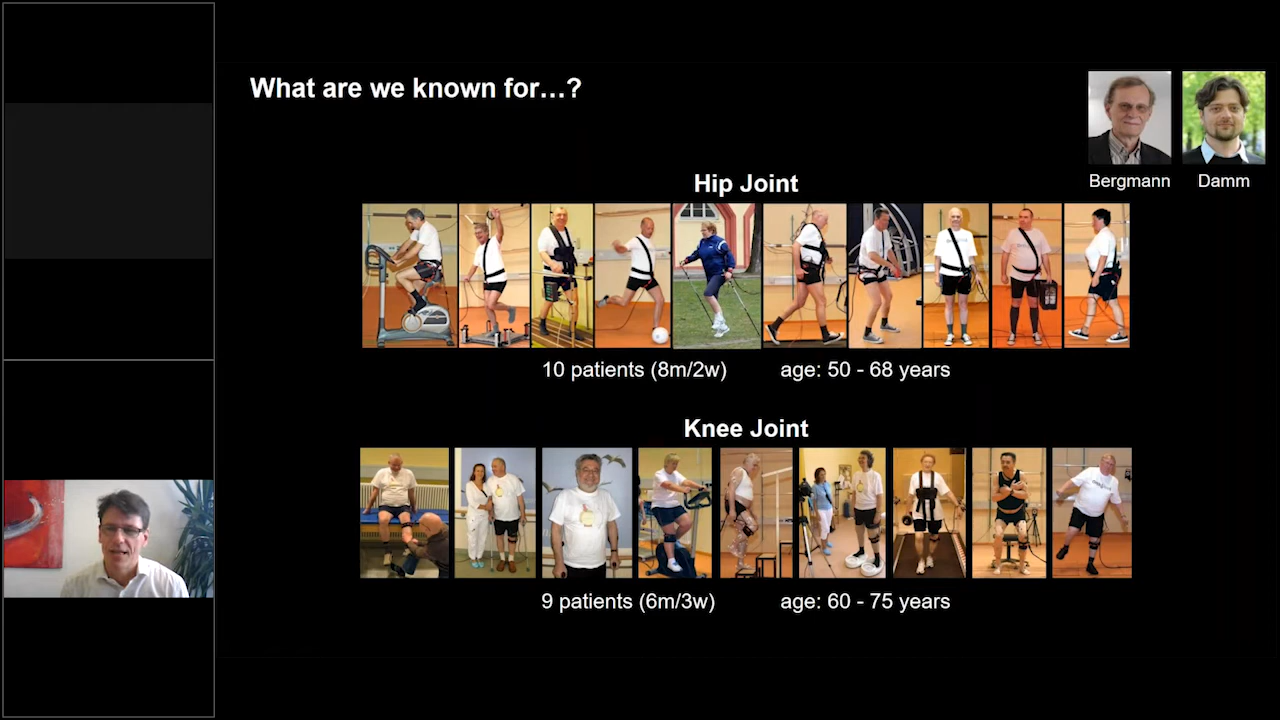 What are we known for…?
Bergmann
Damm
Hip Joint
10 patients (8m/2w)
age: 50 - 68 years
Knee Joint
9 patients (6m/3w)
age: 60 - 75 years